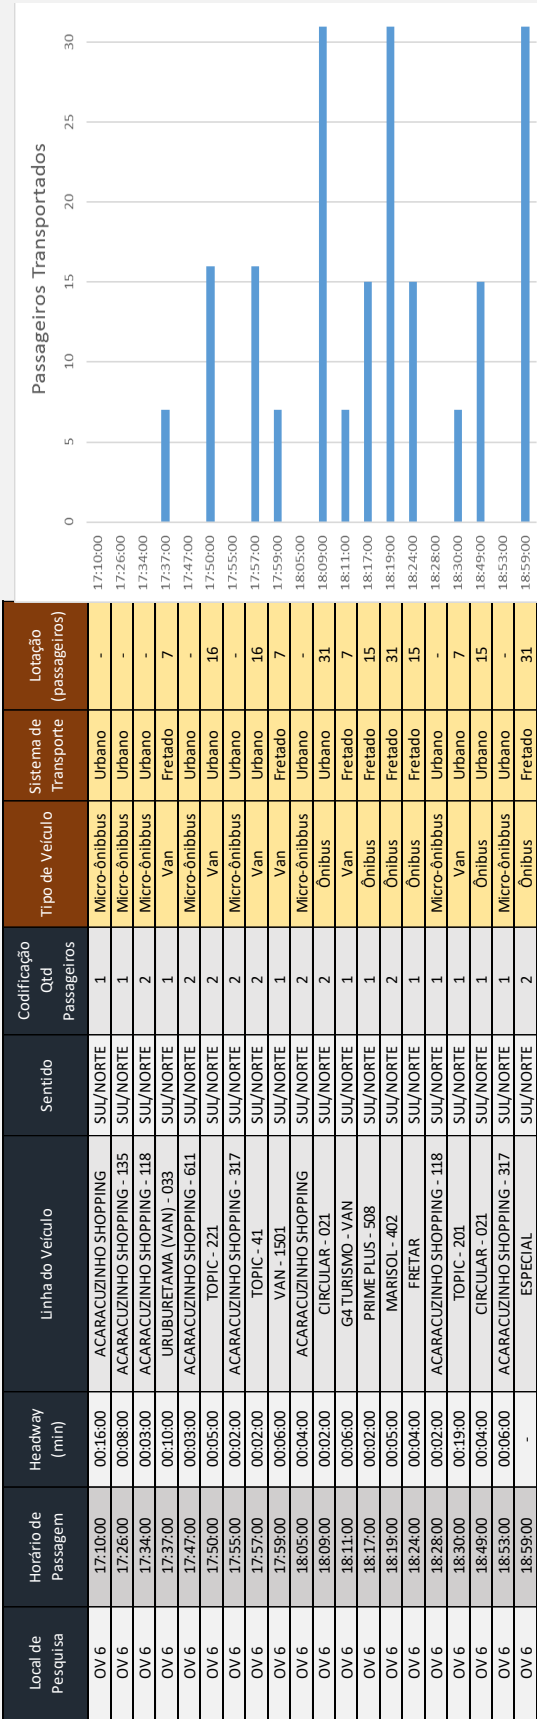 Local de Pesquisa Horário de Passagem Headway (min) Linha do Veículo Sentido Codificação Qtd Passageiros Tipo de Veículo Sistema de Transporte Lotação (passageiros)
OV 6 17:10:00 00:16:00 ACARACUZINHO SHOPPING SUL/NORTE 1 Micro-ônibbus Urbano -
OV 6 17:26:00 00:08:00 ACARACUZINHO SHOPPING - 135 SUL/NORTE 1 Micro-ônibbus Urbano -
OV 6 17:34:00 00:03:00 ACARACUZINHO SHOPPING - 118 SUL/NORTE 2 Micro-ônibbus Urbano -
OV 6 17:37:00 00:10:00 URUBURETAMA (VAN) - 033 SUL/NORTE 1 Van Fretado 7
OV 6 17:47:00 00:03:00 ACARACUZINHO SHOPPING - 611 SUL/NORTE 2 Micro-ônibbus Urbano -
OV 6 17:50:00 00:05:00 TOPIC - 221 SUL/NORTE 2 Van Urbano 16
OV 6 17:55:00 00:02:00 ACARACUZINHO SHOPPING - 317 SUL/NORTE 2 Micro-ônibbus Urbano -
OV 6 17:57:00 00:02:00 TOPIC - 41 SUL/NORTE 2 Van Urbano 16
OV 6 17:59:00 00:06:00 VAN - 1501 SUL/NORTE 1 Van Fretado 7
OV 6 18:05:00 00:04:00 ACARACUZINHO SHOPPING SUL/NORTE 2 Micro-ônibbus Urbano -
OV 6 18:09:00 00:02:00 CIRCULAR - 021 SUL/NORTE 2 Ônibus Urbano 31
OV 6 18:11:00 00:06:00 G4 TURISMO - VAN SUL/NORTE 1 Van Fretado 7
OV 6 18:17:00 00:02:00 PRIME PLUS - 508 SUL/NORTE 1 Ônibus Fretado 15
OV 6 18:19:00 00:05:00 MARISOL - 402 SUL/NORTE 2 Ônibus Urbano 31
OV 6 18:24:00 00:04:00 FRETAR SUL/NORTE 1 Ônibus Fretado 15
OV 6 18:28:00 00:02:00 ACARACUZINHO SHOPPING - 118 SUL/NORTE 1 Micro-ônibbus Urbano -
OV 6 18:30:00 00:19:00 TOPIC - 201 SUL/NORTE 1 Van Urbano 7
OV 6 18:49:00 00:04:00 CIRCULAR - 021 SUL/NORTE 1 Ônibus Urbano 15
OV 6 18:53:00 00:06:00 ACARACUZINHO SHOPPING - 317 SUL/NORTE 1 Micro-ônibbus Urbano -
OV 6 18:59:00 - ESPECIAL SUL/NORTE 2 Ônibus Fretado 31
Passageiros Transportados
0 5 10 15 20 25 30
17:10:00
17:26:00
17:34:00
17:37:00
17:47:00
17:50:00
17:55:00
17:57:00
17:59:00
18:05:00
18:09:00
18:11:00
18:17:00
18:19:00
18:24:00
18:28:00
18:30:00
18:49:00
18:53:00
18:59:00